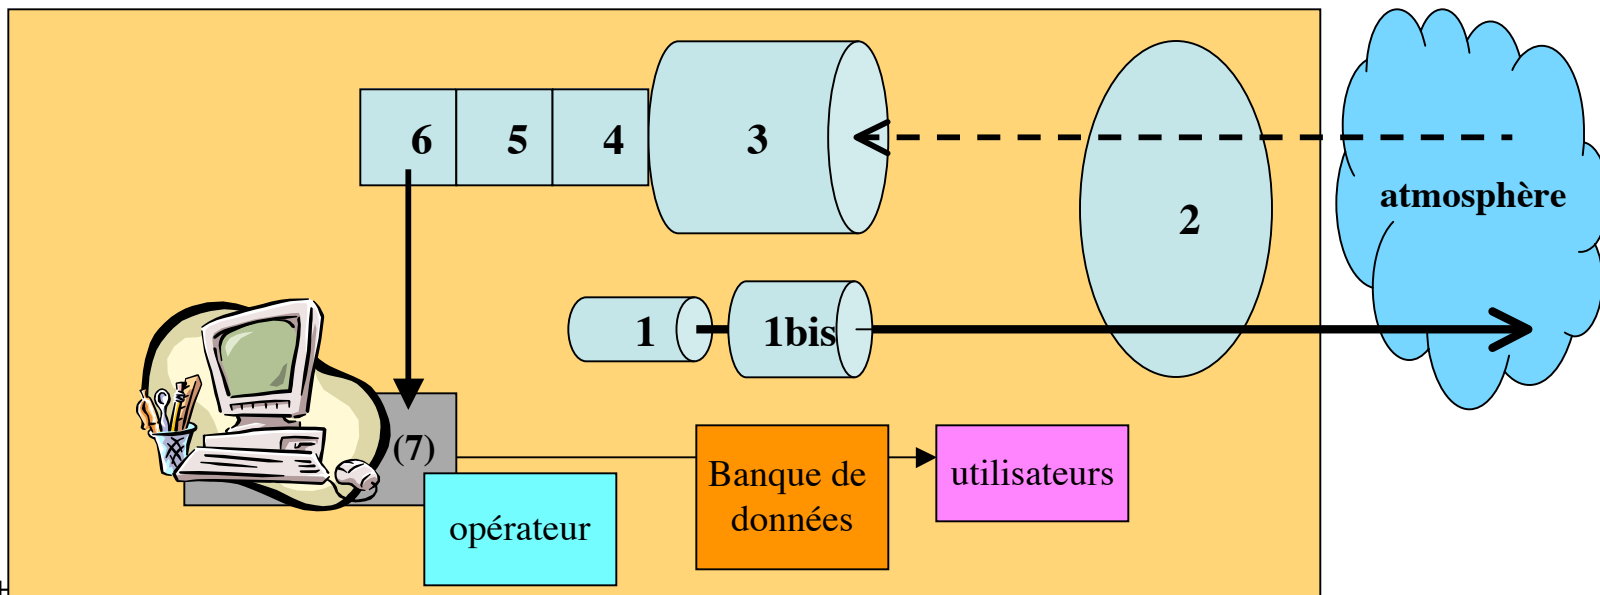 6 5 4 3
atmosphère
2
1 1bis
(7)
Banque de
données
utilisateurs
opérateur